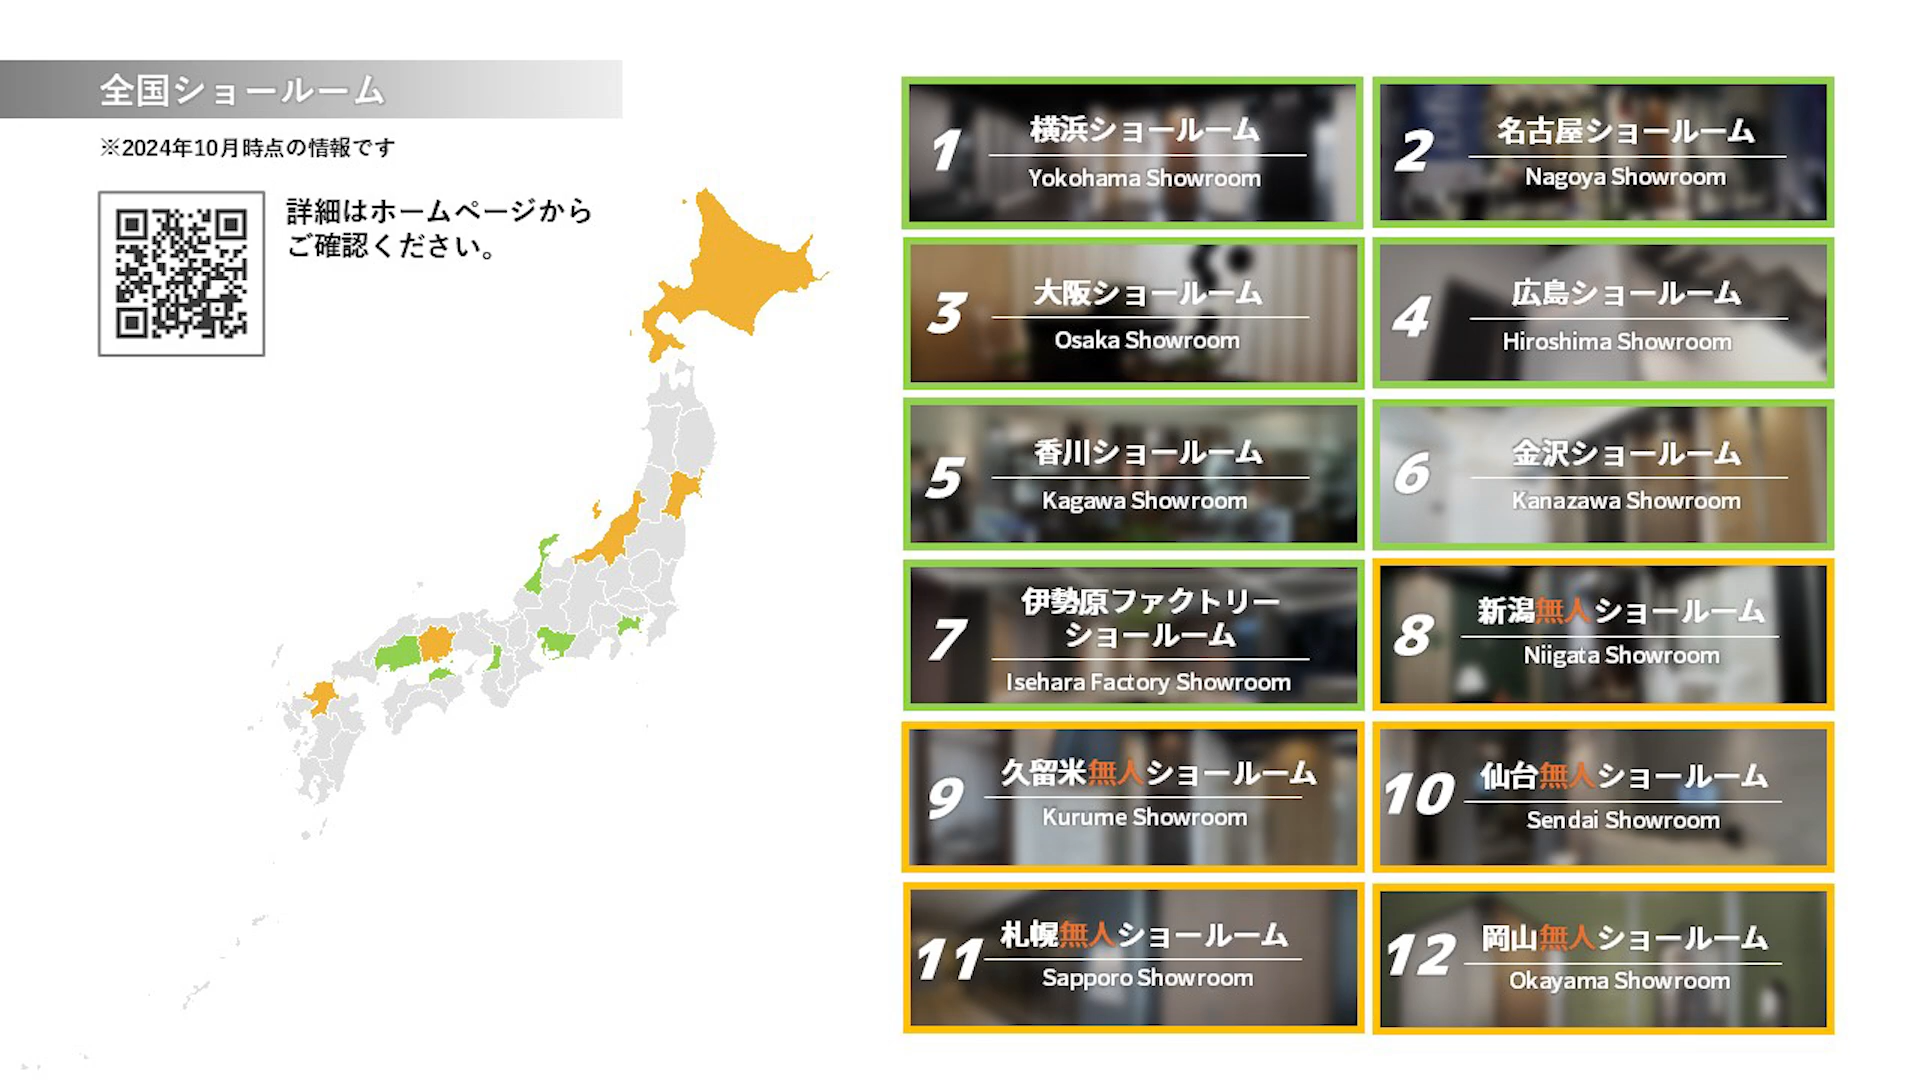 全国ショールーム
※2024年10月時点の情報です
詳細はホームページから
ご確認ください。
1
横浜ショールーム
Yokohama Showroom
2
名古屋ショールーム
Nagoya Showroom
3
大阪ショールーム
Osaka Showroom
4
広島ショールーム
Hiroshima Showroom
5
香川ショールーム
Kagawa Showroom
6
金沢ショールーム
Kanazawa Showroom
7
伊勢原ファクトリー
ショールーム
Isehara Factory Showroom
8
新潟無人ショールーム
Niigata Showroom
9
久留米無人ショールーム
Kurume Showroom
10
仙台無人ショールーム
Sendai Showroom
11
札幌無人ショールーム
Sapporo Showroom
12
岡山無人ショールーム
Okayama Showroom